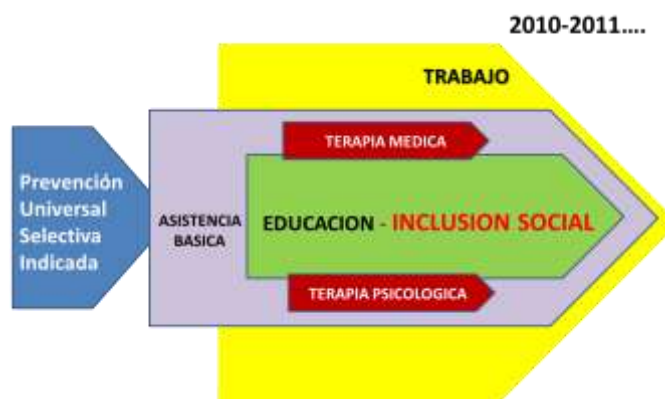 2010-2011....
TRABAJO
TERAPIA MEDICA
Prevención
Universal
Selectiva
Indicada
ASISTENCIA
BASICA
EDUCACION - INCLUSION SOCIAL
TERAPIA PSICOLOGICA